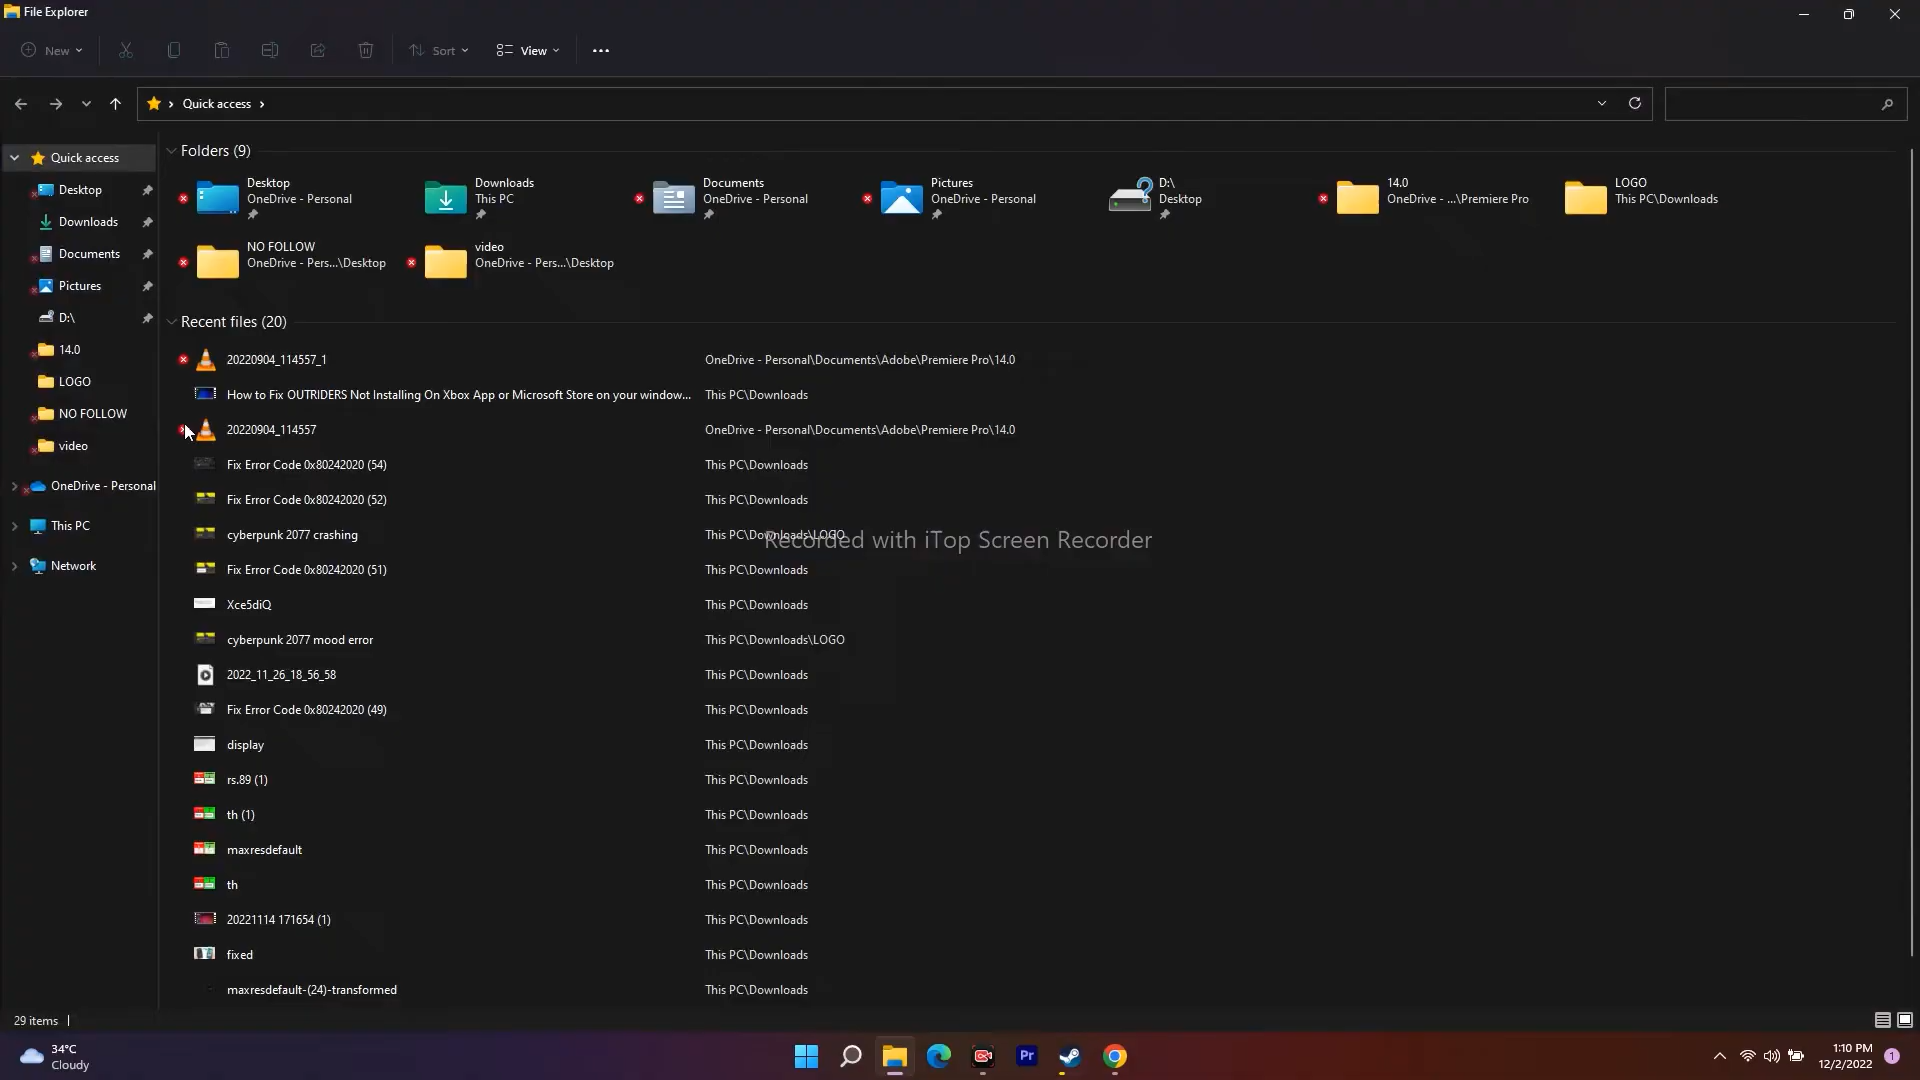 File Explorer
New
Sort
View
Quick access
Quick access
Desktop
Downloads
Documents
Pictures
D:\
14.0
LOGO
NO FOLLOW
video
OneDrive - Personal
This PC
Network
Folders (9)
Desktop
OneDrive - Personal
Downloads
This PC
Documents
OneDrive - Personal
Pictures
OneDrive - Personal
D:\
Desktop
14.0
OneDrive - ...\Premiere Pro
LOGO
This PC\Downloads
NO FOLLOW
OneDrive - Pers...\Desktop
video
OneDrive - Pers...\Desktop
Recent files (20)
20220904_114557_1 OneDrive - Personal\Documents\Adobe\Premiere Pro\14.0
How to Fix OUTRIDERS Not Installing On Xbox App or Microsoft Store on your window... This PC\Downloads
20220904_114557 OneDrive - Personal\Documents\Adobe\Premiere Pro\14.0
Fix Error Code 0x80242020 (54) This PC\Downloads
Fix Error Code 0x80242020 (52) This PC\Downloads
cyberpunk 2077 crashing This PC\Downloads\LOGO
Recorded with iTop Screen Recorder
Fix Error Code 0x80242020 (51) This PC\Downloads
Xce5diQ This PC\Downloads
cyberpunk 2077 mood error This PC\Downloads\LOGO
2022_11_26_18_56_58 This PC\Downloads
Fix Error Code 0x80242020 (49) This PC\Downloads
display This PC\Downloads
rs.89 (1) This PC\Downloads
th (1) This PC\Downloads
maxresdefault This PC\Downloads
th This PC\Downloads
20221114 171654 (1) This PC\Downloads
fixed This PC\Downloads
maxresdefault-(24)-transformed This PC\Downloads
29 items
34°C
Cloudy
Pr
1:10 PM
12/2/2022
1